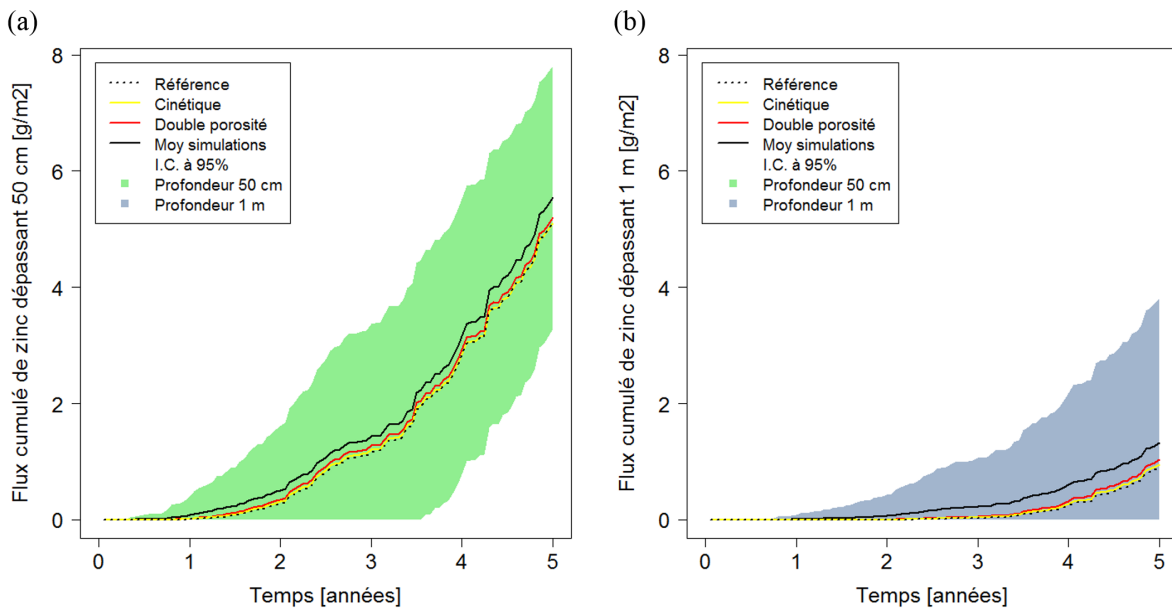 (a)
Flux cumulé de zinc dépassant 50 cm [g/m2]
8
6
4
2
0
Référence
Cinétique
Double porosité
Moy simulations
I.C. à 95%
Profondeur 50 cm
Profondeur 1 m
0 1 2 3 4 5
Temps [années]
(b)
Flux cumulé de zinc dépassant 1 m [g/m2]
8
6
4
2
0
Référence
Cinétique
Double porosité
Moy simulations
I.C. à 95%
Profondeur 50 cm
Profondeur 1 m
0 1 2 3 4 5
Temps [années]